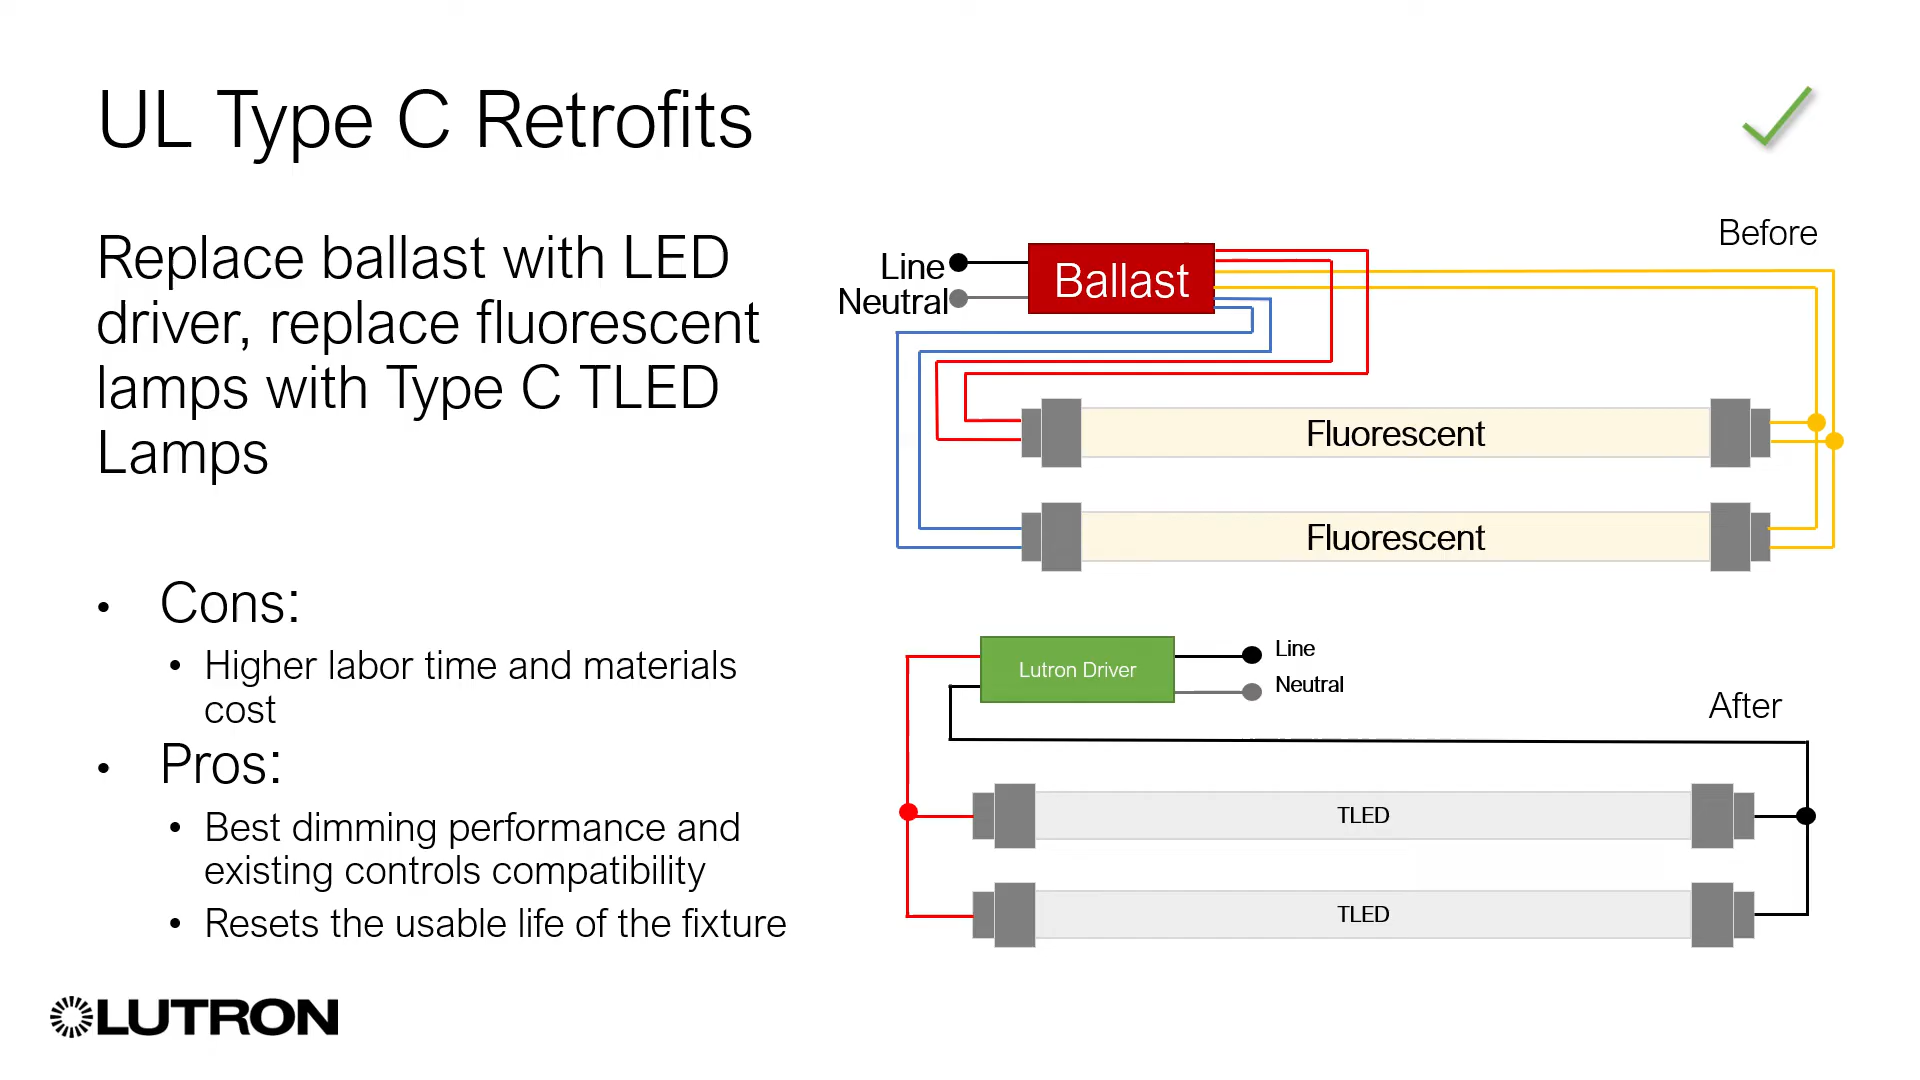 UL Type C Retrofits
Replace ballast with LED
driver, replace fluorescent
lamps with Type C TLED
Lamps
• Cons:
• Higher labor time and materials
cost
• Pros:
• Best dimming performance and
existing controls compatibility
• Resets the usable life of the fixture
Before
Line
Neutral
Ballast
Fluorescent
Fluorescent
Lutron Driver
Line
Neutral
After
TLED
TLED
LUTRON